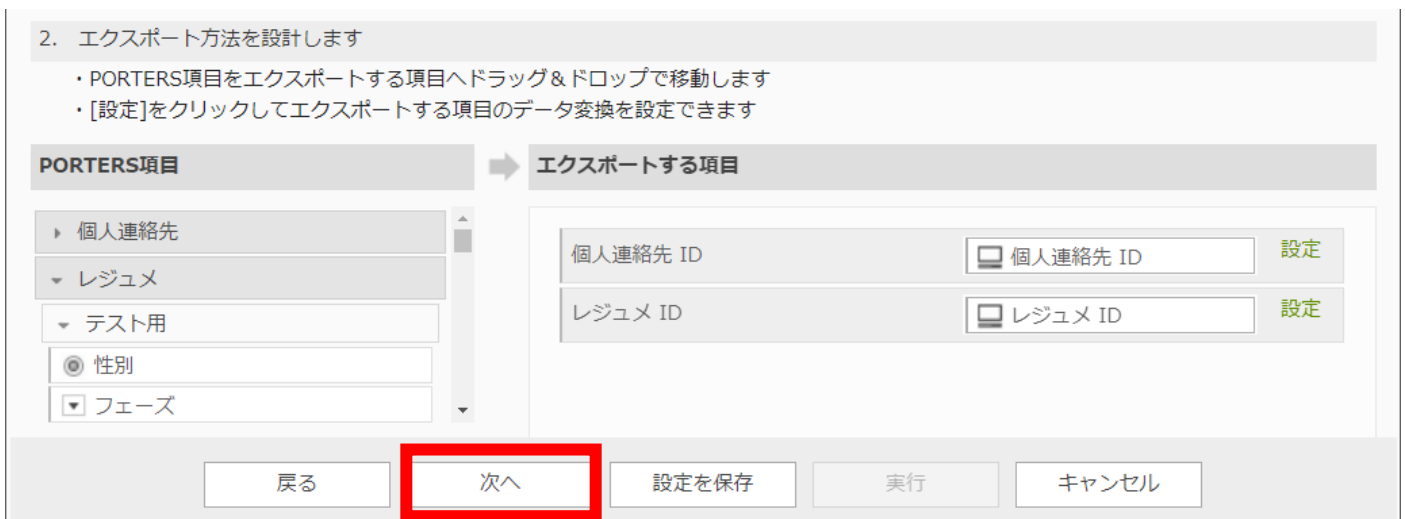 2. エクスポート方法を設計します
・PORTERS項目をエクスポートする項目へドラッグ＆ドロップで移動します
・[設定]をクリックしてエクスポートする項目のデータ変換を設定できます
PORTERS項目
エクスポートする項目
個人連絡先
レジュメ
テスト用
性別
フェーズ
個人連絡先 ID 個人連絡先 ID 設定
レジュメ ID レジュメ ID 設定
戻る 次へ 設定を保存 実行 キャンセル